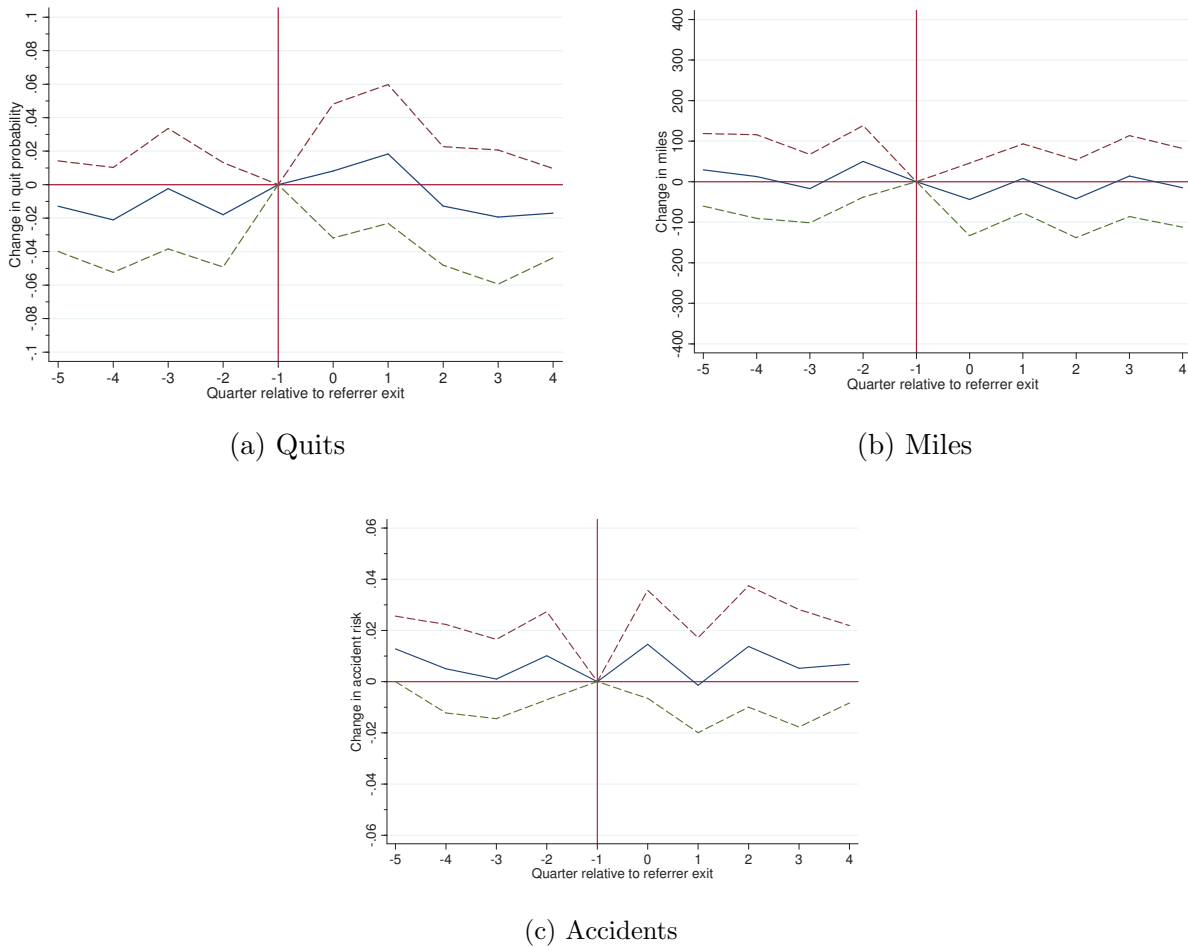 .1
.08
.06
.04
.02
0
-.02
-.04
-.06
-.08
-.1
Change in quit probability
-5 -4 -3 -2 -1 0 1 2 3 4
Quarter relative to referrer exit
(a) Quits
400
300
200
100
0
-100
-200
-300
-400
Change in miles
-5 -4 -3 -2 -1 0 1 2 3 4
Quarter relative to referrer exit
(b) Miles
.06
.04
.02
0
-.02
-.04
-.06
Change in accident risk
-5 -4 -3 -2 -1 0 1 2 3 4
Quarter relative to referrer exit
(c) Accidents